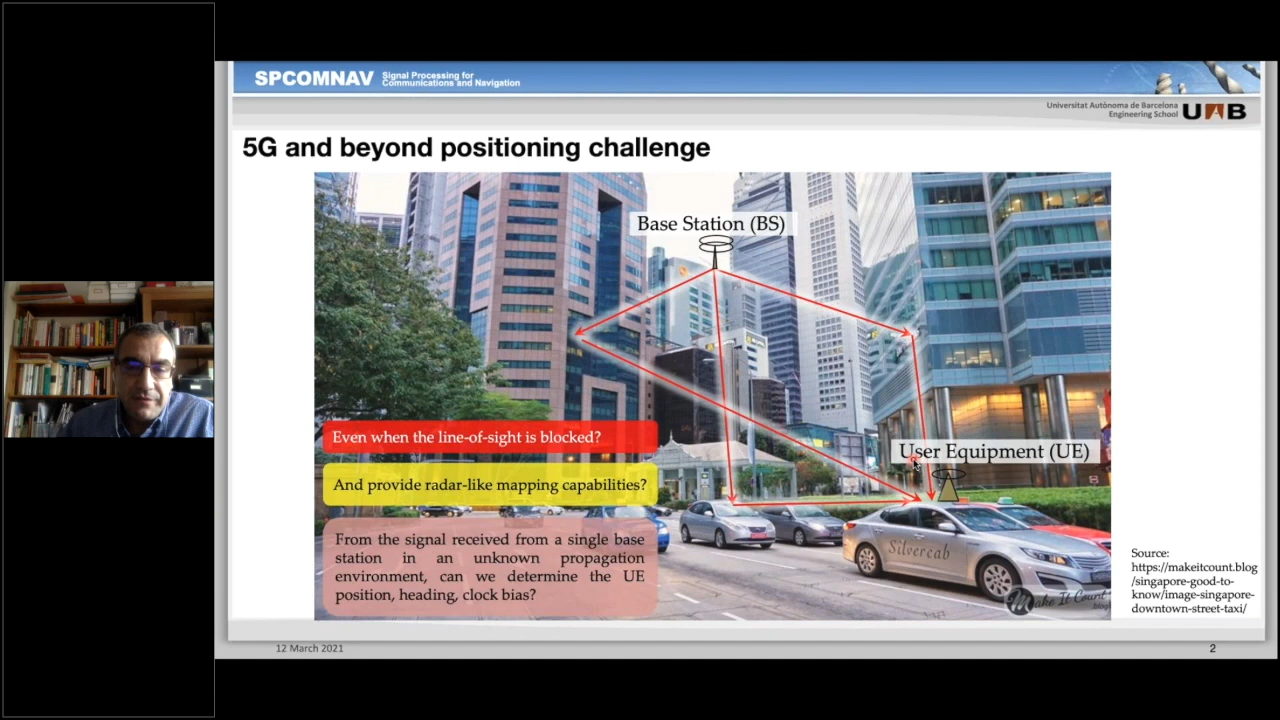 SPCOMNAV
Signal Processing for
Communications and Navigation
Universitat Autònoma de Barcelona
Engineering School
UAB
5G and beyond positioning challenge
Base Station (BS)
User Equipment (UE)
Even when the line-of-sight is blocked?
And provide radar-like mapping capabilities?
From the signal received from a single base
station in an unknown propagation
environment, can we determine the UE
position, heading, clock bias?
Silvercab
Make It Count
blog
Source:
https://makeitcount.blog
/singapore-good-to-
know/image-singapore-
downtown-street-taxi/
12 March 2021
2